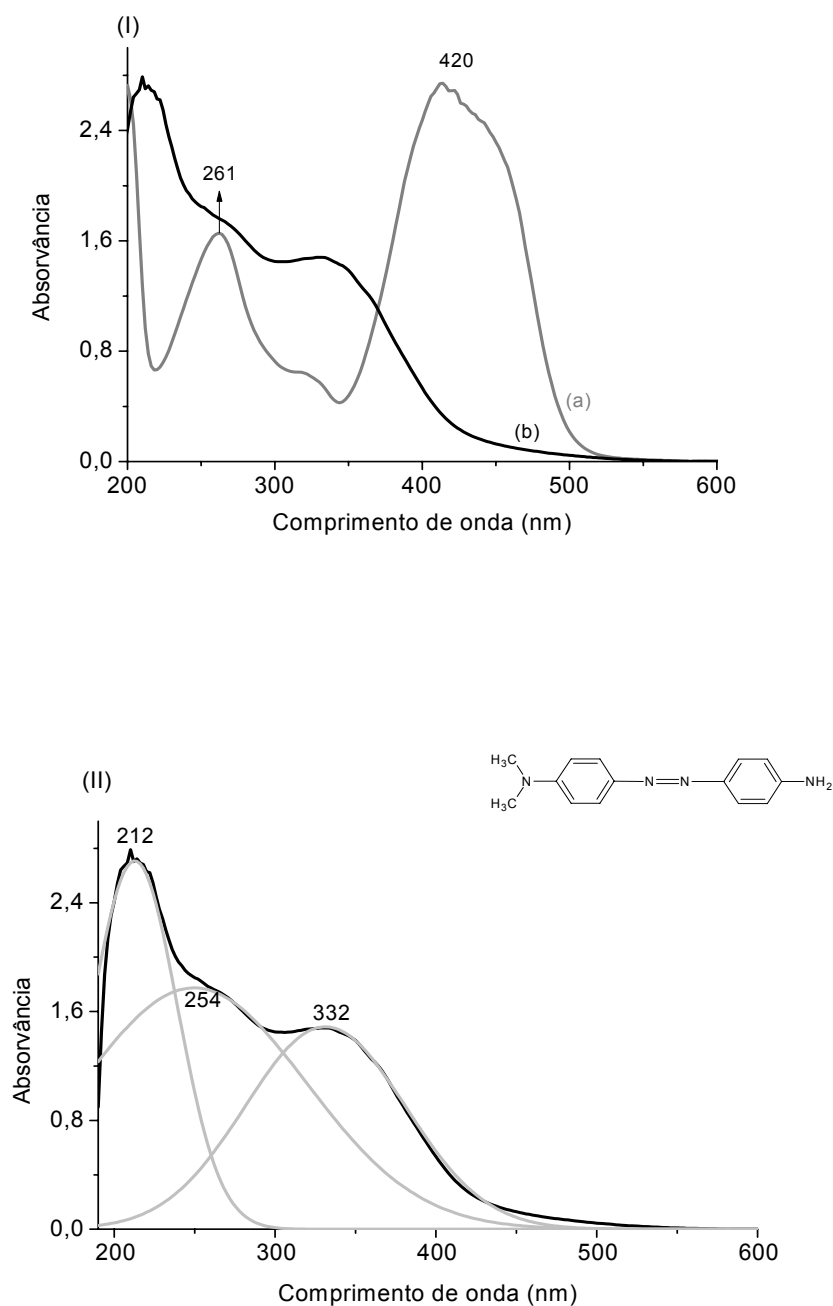 (I)
420
261
2,4
1,6
0,8
0,0
Absorvância
(a)
(b)
200 300 400 500 600
Comprimento de onda (nm)
(II)
H3C
N
H3C
N N
NH2
212
254
332
2,4
1,6
0,8
0,0
Absorvância
200 300 400 500 600
Comprimento de onda (nm)